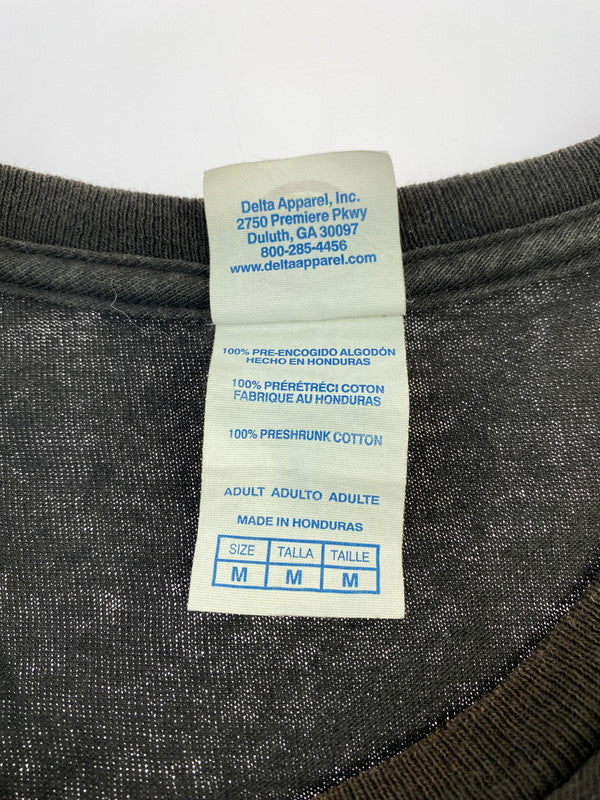 Delta Apparel, Inc.
2750 Premiere Pkwy
Duluth, GA 30097
800-285-4456
www.deltaapparel.com
100% PRE-ENCOGIDO ALGODÓN
HECHO EN HONDURAS
100% PRÉRÉTRÉCI COTON
FABRIQUE AU HONDURAS
100% PRESHRUNK COTTON
ADULT ADULTO ADULTE
MADE IN HONDURAS
SIZE TALLA TAILLE
M M M